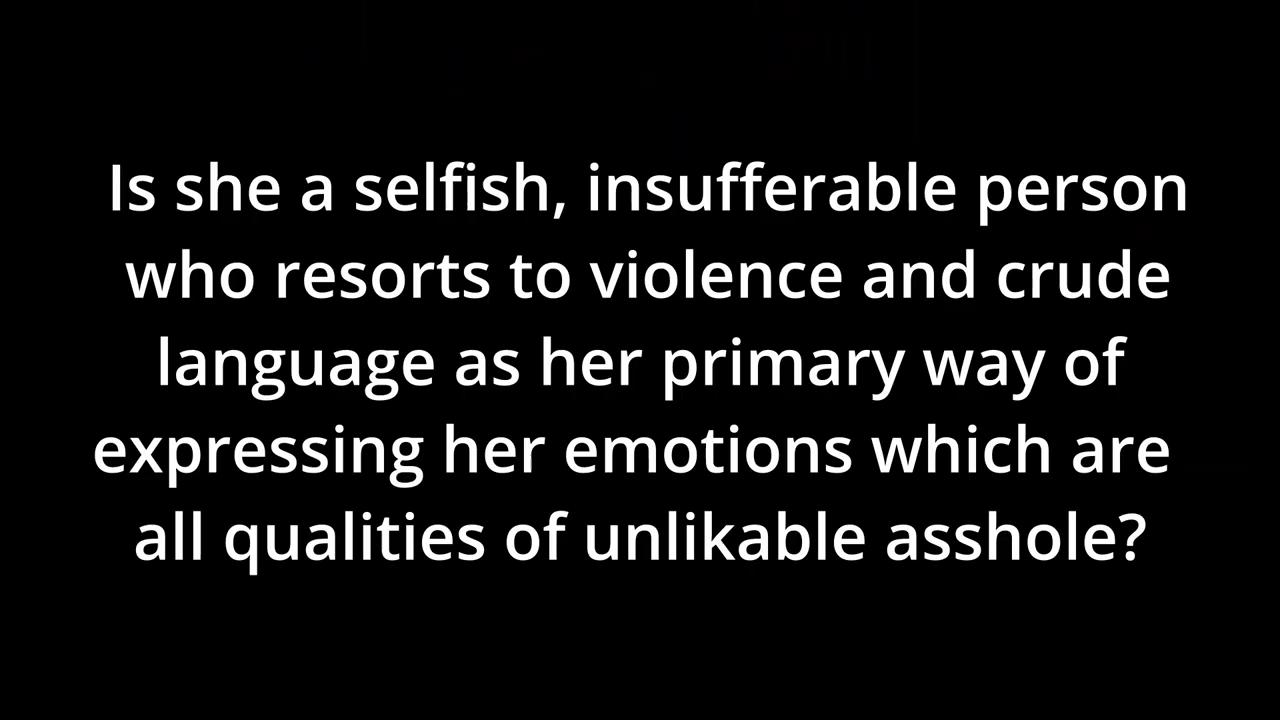 Is she a selfish, insufferable person
who resorts to violence and crude
language as her primary way of
expressing her emotions which are
all qualities of unlikable asshole?